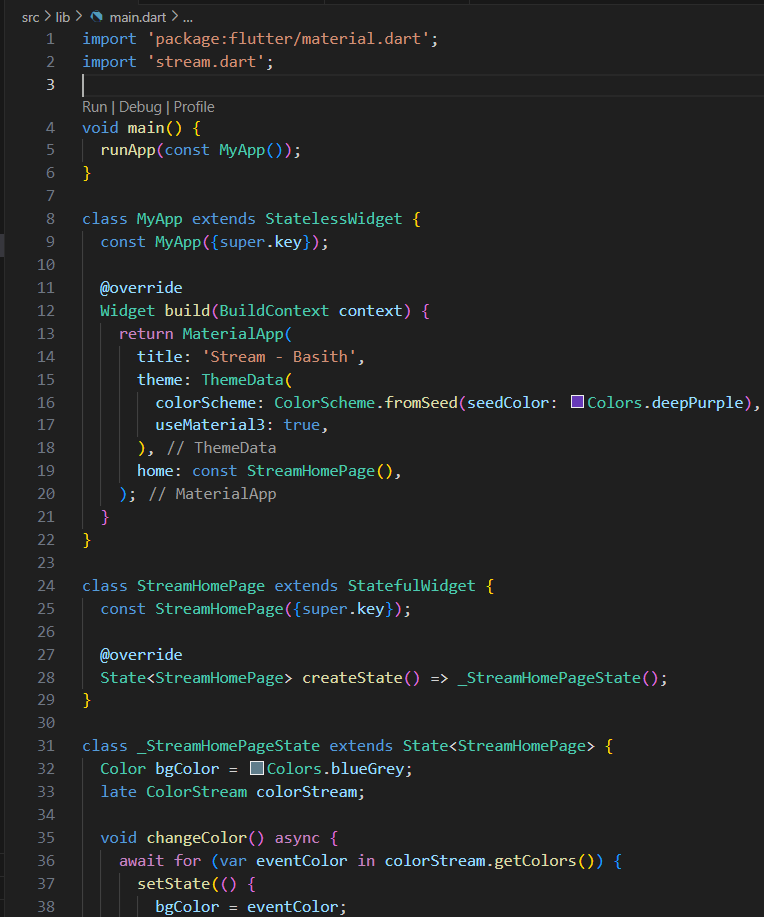 src > lib > main.dart > ...
1 import 'package:flutter/material.dart';
2 import 'stream.dart';
3
Run | Debug | Profile
4 void main() {
5   runApp(const MyApp());
6 }
7
8 class MyApp extends StatelessWidget {
9   const MyApp({super.key});
10
11   @override
12   Widget build(BuildContext context) {
13     return MaterialApp(
14       title: 'Stream - Basith',
15       theme: ThemeData(
16         colorScheme: ColorScheme.fromSeed(seedColor: Colors.deepPurple),
17         useMaterial3: true,
18       ), // ThemeData
19       home: const StreamHomePage(),
20     ); // MaterialApp
21   }
22 }
23
24 class StreamHomePage extends StatefulWidget {
25   const StreamHomePage({super.key});
26
27   @override
28   State<StreamHomePage> createState() => _StreamHomePageState();
29 }
30
31 class _StreamHomePageState extends State<StreamHomePage> {
32   Color bgColor = Colors.blueGrey;
33   late ColorStream colorStream;
34
35   void changeColor() async {
36     await for (var eventColor in colorStream.getColors()) {
37       setState(() {
38         bgColor = eventColor;